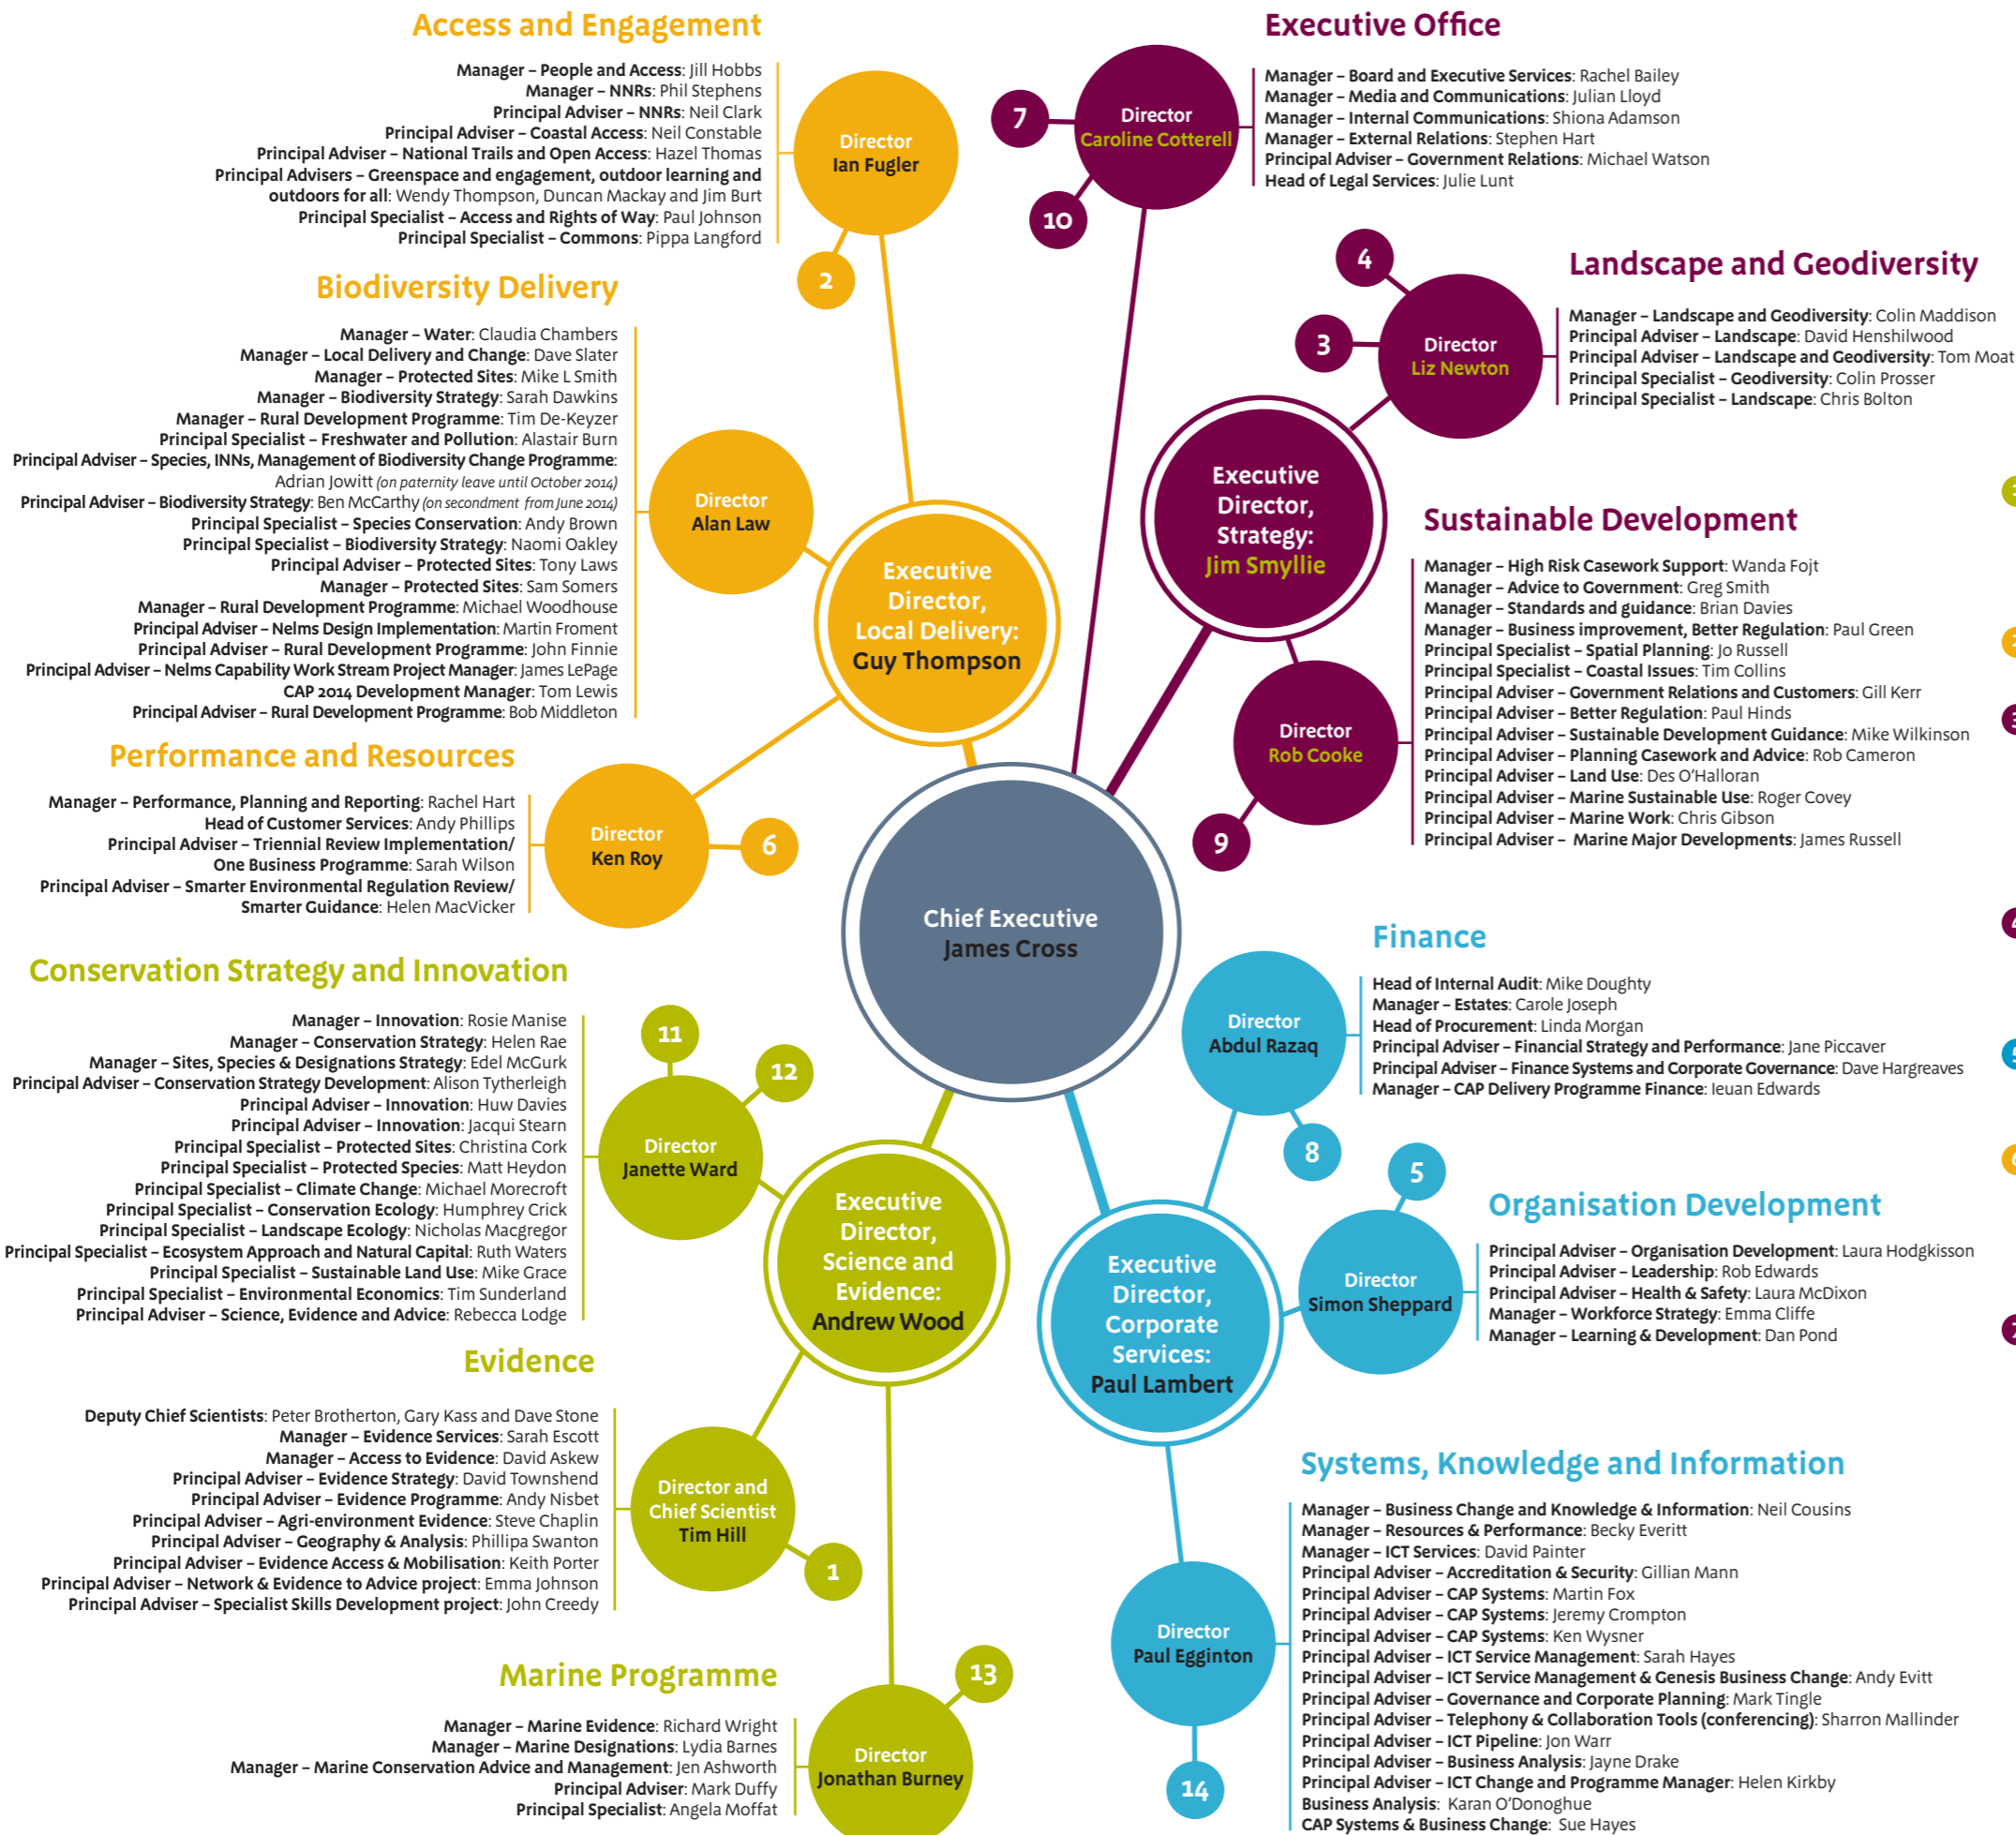 Access and Engagement
Manager – People and Access: Jill Hobbs
Manager – NNRs: Phil Stephens
Principal Adviser – NNRs: Neil Clark
Principal Adviser – Coastal Access: Neil Constable
Principal Adviser – National Trails and Open Access: Hazel Thomas
Principal Advisers – Greenspace and engagement, outdoor learning and
outdoors for all: Wendy Thompson, Duncan Mackay and Jim Burt
Principal Specialist – Access and Rights of Way: Paul Johnson
Principal Specialist – Commons: Pippa Langford
Director
Ian Fugler
2
Biodiversity Delivery
Manager – Water: Claudia Chambers
Manager – Local Delivery and Change: Dave Slater
Manager – Protected Sites: Mike L Smith
Manager – Biodiversity Strategy: Sarah Dawkins
Manager – Rural Development Programme: Tim De-Keyzer
Principal Specialist – Freshwater and Pollution: Alastair Burn
Principal Adviser – Species, INNs, Management of Biodiversity Change Programme:
Adrian Jowitt (on paternity leave until October 2014)
Principal Adviser – Biodiversity Strategy: Ben McCarthy (on secondment from June 2014)
Principal Specialist – Species Conservation: Andy Brown
Principal Specialist – Biodiversity Strategy: Naomi Oakley
Principal Adviser – Protected Sites: Tony Laws
Manager – Protected Sites: Sam Somers
Manager – Rural Development Programme: Michael Woodhouse
Principal Adviser – Nelms Design Implementation: Martin Froment
Principal Adviser – Rural Development Programme: John Finnie
Principal Adviser – Nelms Capability Work Stream Project Manager: James LePage
CAP 2014 Development Manager: Tom Lewis
Principal Adviser – Rural Development Programme: Bob Middleton
Director
Alan Law
Executive
Director,
Local Delivery:
Guy Thompson
Performance and Resources
Manager – Performance, Planning and Reporting: Rachel Hart
Head of Customer Services: Andy Phillips
Principal Adviser – Triennial Review Implementation/
One Business Programme: Sarah Wilson
Principal Adviser – Smarter Environmental Regulation Review/
Smarter Guidance: Helen MacVicker
Director
Ken Roy
6
Chief Executive
James Cross
Conservation Strategy and Innovation
Manager – Innovation: Rosie Manise
Manager – Conservation Strategy: Helen Rae
Manager – Sites, Species & Designations Strategy: Edel McGurk
Principal Adviser – Conservation Strategy Development: Alison Tytherleigh
Principal Adviser – Innovation: Huw Davies
Principal Adviser – Innovation: Jacqui Stearn
Principal Specialist – Protected Sites: Christina Cork
Principal Specialist – Protected Species: Matt Heydon
Principal Specialist – Climate Change: Michael Morecroft
Principal Specialist – Conservation Ecology: Humphrey Crick
Principal Specialist – Landscape Ecology: Nicholas Macgregor
Principal Specialist – Ecosystem Approach and Natural Capital: Ruth Waters
Principal Specialist – Sustainable Land Use: Mike Grace
Principal Specialist – Environmental Economics: Tim Sunderland
Principal Adviser – Science, Evidence and Advice: Rebecca Lodge
11
12
Director
Janette Ward
Executive
Director,
Science and
Evidence:
Andrew Wood
Evidence
Deputy Chief Scientists: Peter Brotherton, Gary Kass and Dave Stone
Manager – Evidence Services: Sarah Escott
Manager – Access to Evidence: David Askew
Principal Adviser – Evidence Strategy: David Townshend
Principal Adviser – Evidence Programme: Andy Nisbet
Principal Adviser – Agri-environment Evidence: Steve Chaplin
Principal Adviser – Geography & Analysis: Phillipa Swanton
Principal Adviser – Evidence Access & Mobilisation: Keith Porter
Principal Adviser – Network & Evidence to Advice project: Emma Johnson
Principal Adviser – Specialist Skills Development project: John Creedy
Director and
Chief Scientist
Tim Hill
1
Marine Programme
Manager – Marine Evidence: Richard Wright
Manager – Marine Designations: Lydia Barnes
Manager – Marine Conservation Advice and Management: Jen Ashworth
Principal Adviser: Mark Duffy
Principal Specialist: Angela Moffat
13
Director
Jonathan Burney
Executive Office
Manager – Board and Executive Services: Rachel Bailey
Manager – Media and Communications: Julian Lloyd
Manager – Internal Communications: Shiona Adamson
Manager – External Relations: Stephen Hart
Principal Adviser – Government Relations: Michael Watson
Head of Legal Services: Julie Lunt
7
Director
Caroline Cotterell
10
Landscape and Geodiversity
Manager – Landscape and Geodiversity: Colin Maddison
Principal Adviser – Landscape: David Henshilwood
Principal Adviser – Landscape and Geodiversity: Tom Moat
Principal Specialist – Geodiversity: Colin Prosser
Principal Specialist – Landscape: Chris Bolton
4
3
Director
Liz Newton
Executive
Director,
Strategy:
Jim Smyllie
Sustainable Development
Manager – High Risk Casework Support: Wanda Fojt
Manager – Advice to Government: Greg Smith
Manager – Standards and guidance: Brian Davies
Manager – Business improvement, Better Regulation: Paul Green
Principal Specialist – Spatial Planning: Jo Russell
Principal Specialist – Coastal Issues: Tim Collins
Principal Adviser – Government Relations and Customers: Gill Kerr
Principal Adviser – Better Regulation: Paul Hinds
Principal Adviser – Sustainable Development Guidance: Mike Wilkinson
Principal Adviser – Planning Casework and Advice: Rob Cameron
Principal Adviser – Land Use: Des O'Halloran
Principal Adviser – Marine Sustainable Use: Roger Covey
Principal Adviser – Marine Work: Chris Gibson
Principal Adviser – Marine Major Developments: James Russell
Director
Rob Cooke
9
Finance
Head of Internal Audit: Mike Doughty
Manager – Estates: Carole Joseph
Head of Procurement: Linda Morgan
Principal Adviser – Financial Strategy and Performance: Jane Piccaver
Principal Adviser – Finance Systems and Corporate Governance: Dave Hargreaves
Manager – CAP Delivery Programme Finance: Ieuan Edwards
Director
Abdul Razaq
8
Organisation Development
Principal Adviser – Organisation Development: Laura Hodgkisson
Principal Adviser – Leadership: Rob Edwards
Principal Adviser – Health & Safety: Laura McDixon
Manager – Workforce Strategy: Emma Cliffe
Manager – Learning & Development: Dan Pond
5
Director
Simon Sheppard
Executive
Director,
Corporate
Services:
Paul Lambert
Systems, Knowledge and Information
Manager – Business Change and Knowledge & Information: Neil Cousins
Manager – Resources & Performance: Becky Everitt
Manager – ICT Services: David Painter
Principal Adviser – Accreditation & Security: Gillian Mann
Principal Adviser – CAP Systems: Martin Fox
Principal Adviser – CAP Systems: Jeremy Crompton
Principal Adviser – CAP Systems: Ken Wysner
Principal Adviser – ICT Service Management: Sarah Hayes
Principal Adviser – ICT Service Management & Genesis Business Change: Andy Evitt
Principal Adviser – Governance and Corporate Planning: Mark Tingle
Principal Adviser – Telephony & Collaboration Tools (conferencing): Sharron Mallinder
Principal Adviser – ICT Pipeline: Jon Warr
Principal Adviser – Business Analysis: Jayne Drake
Principal Adviser – ICT Change and Programme Manager: Helen Kirkby
Business Analysis: Karan O'Donoghue
CAP Systems & Business Change: Sue Hayes
Director
Paul Egginton
14